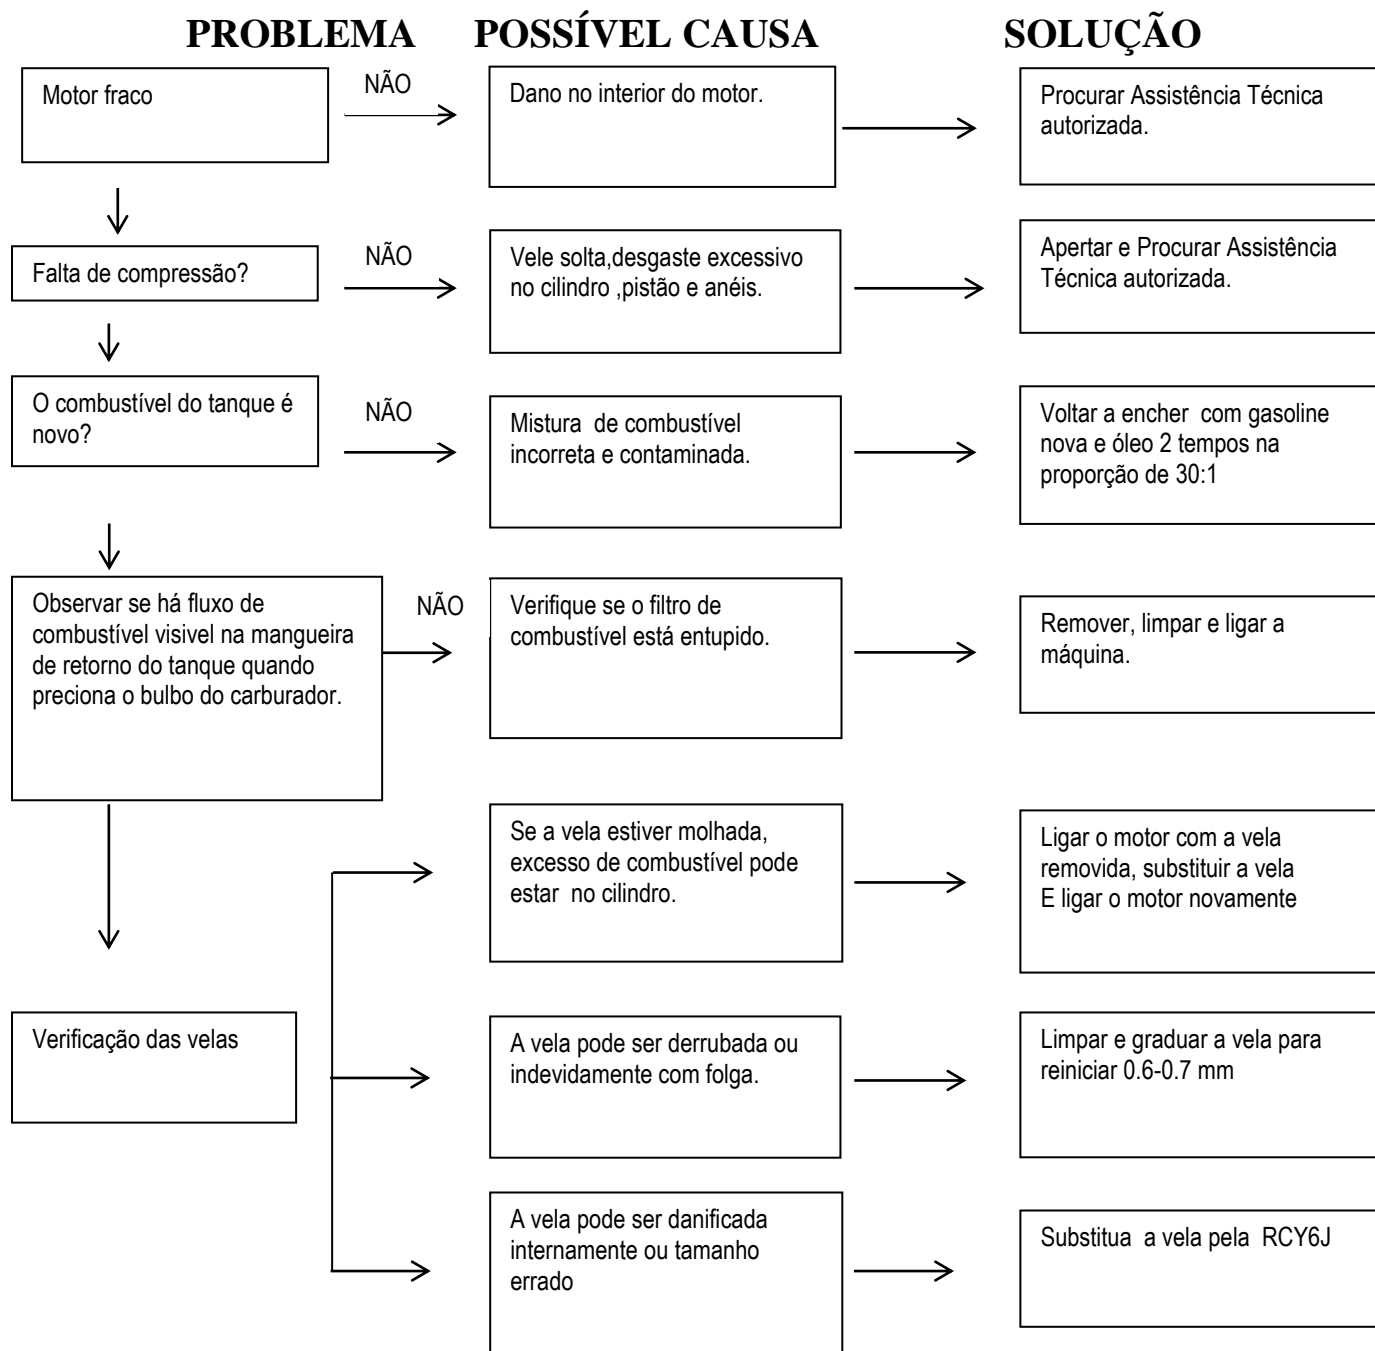 PROBLEMA POSSÍVEL CAUSA SOLUÇÃO
Motor fraco
NÃO
Dano no interior do motor.
Procurar Assistência Técnica
autorizada.
Falta de compressão?
NÃO
Vele solta,desgaste excessivo
no cilindro ,pistão e anéis.
Apertar e Procurar Assistência
Técnica autorizada.
O combustível do tanque é
novo?
NÃO
Mistura de combustível
incorreta e contaminada.
Voltar a encher com gasoline
nova e óleo 2 tempos na
proporção de 30:1
Observar se há fluxo de
combustível visivel na mangueira
de retorno do tanque quando
preciona o bulbo do carburador.
NÃO
Verifique se o filtro de
combustível está entupido.
Remover, limpar e ligar a
máquina.
Verificação das velas
Se a vela estiver molhada,
excesso de combustível pode
estar no cilindro.
Ligar o motor com a vela
removida, substituir a vela
E ligar o motor novamente
A vela pode ser derrubada ou
indevidamente com folga.
Limpar e graduar a vela para
reiniciar 0.6-0.7 mm
A vela pode ser danificada
internamente ou tamanho
errado
Substitua a vela pela RCY6J